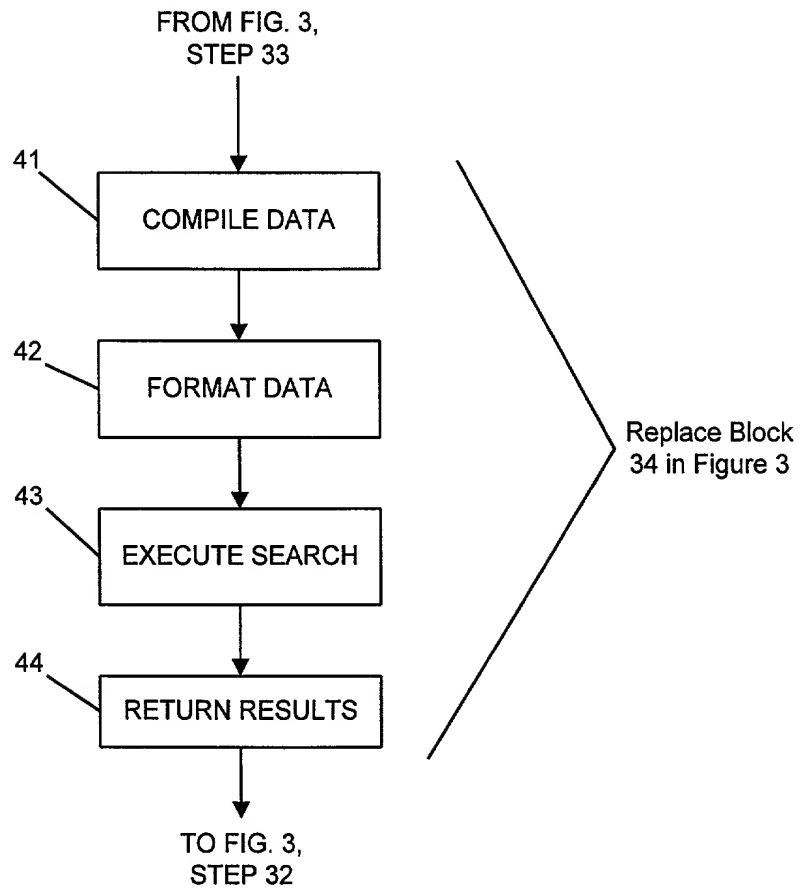 FROM FIG. 3,
STEP 33
41
COMPILE DATA
42
FORMAT DATA
Replace Block
34 in Figure 3
43
EXECUTE SEARCH
44
RETURN RESULTS
TO FIG. 3,
STEP 32